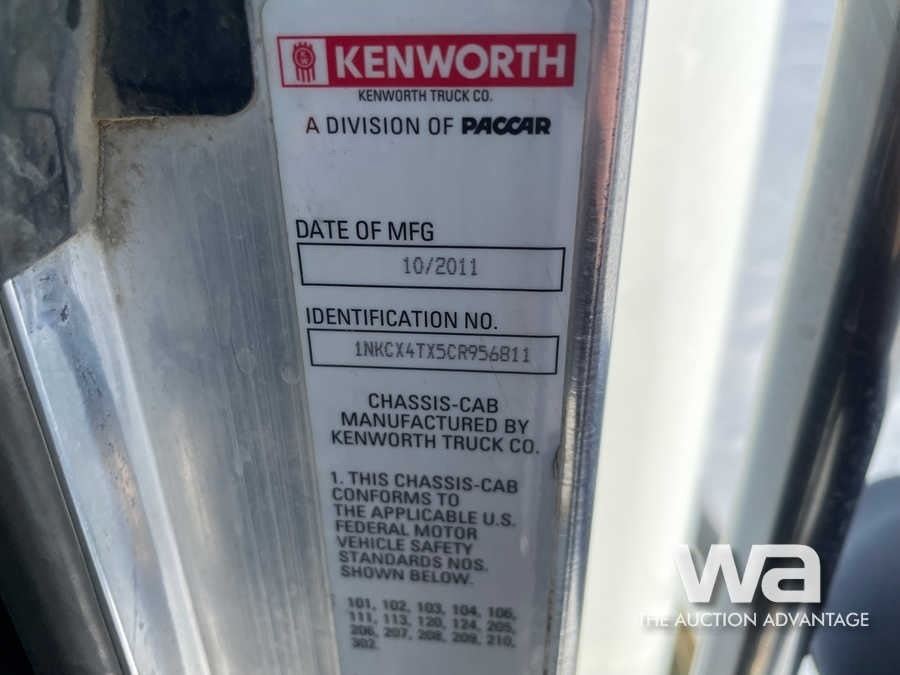 KENWORTH
KENWORTH TRUCK CO.
A DIVISION OF PACCAR
DATE OF MFG
10/2011
IDENTIFICATION NO.
1NKCX4TX5CR956811
CHASSIS-CAB
MANUFACTURED BY
KENWORTH TRUCK CO.
1. THIS CHASSIS-CAB
CONFORMS TO
THE APPLICABLE U.S.
FEDERAL MOTOR
VEHICLE SAFETY
STANDARDS NOS.
SHOWN BELOW.
101, 102, 103, 104, 106,
111, 113, 120, 124, 205,
206, 207, 208, 209, 210,
302.
wa
THE AUCTION ADVANTAGE